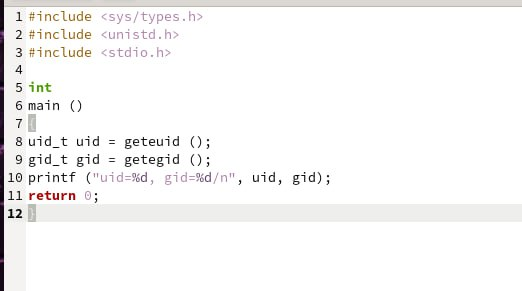 1 #include <sys/types.h>
2 #include <unistd.h>
3 #include <stdio.h>
4
5 int
6 main ()
7 {
8 uid_t uid = geteuid ();
9 gid_t gid = getegid ();
10 printf ("uid=%d, gid=%d/n", uid, gid);
11 return 0;
12 }